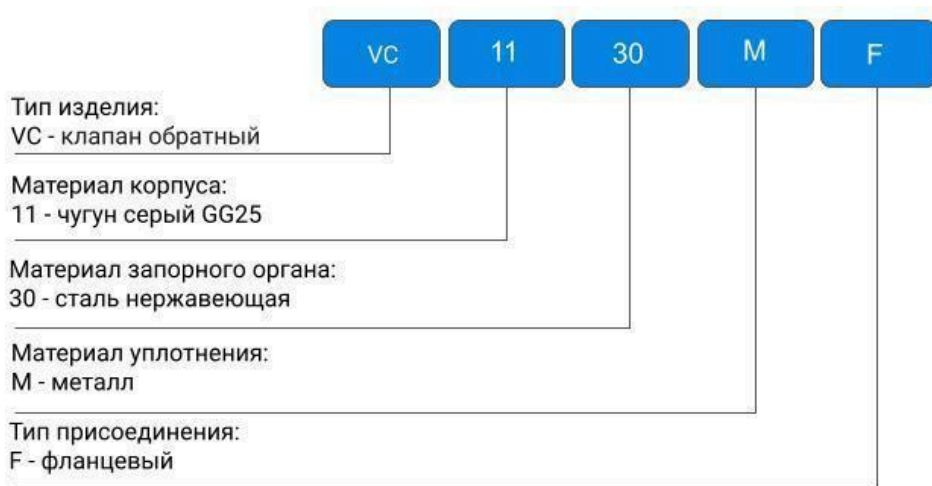 VC 11 30 M F
Тип изделия:
VC - клапан обратный
Материал корпуса:
11 - чугун серый GG25
Материал запорного органа:
30 - сталь нержавеющая
Материал уплотнения:
М - металл
Тип присоединения:
F - фланцевый